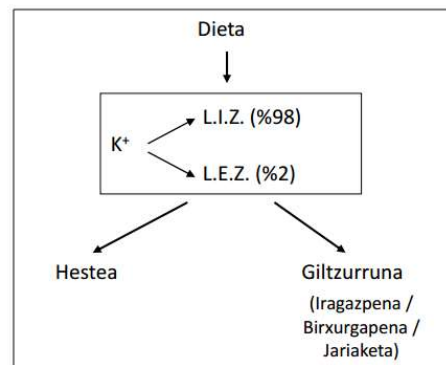 Dieta
L.I.Z. (%98)
K⁺
L.E.Z. (%2)
Hestea
Giltzurruna
(Iragazpena /
Birxurgapena /
Jariaketa)